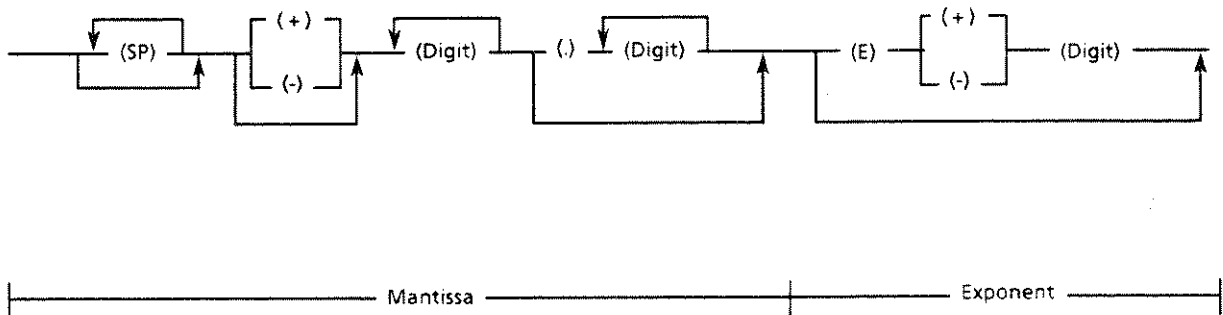 (+) (+)
(SP) (Digit) (.) (Digit) (E) (Digit)
(-) (-)
Mantissa Exponent